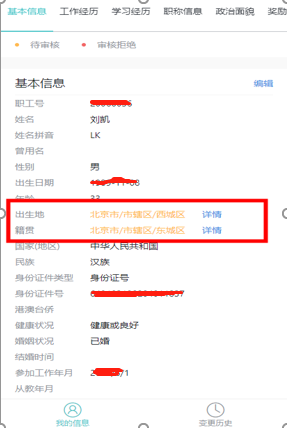 基本信息 工作经历 学习经历 职称信息 政治面貌 奖励
待审核 审核拒绝
基本信息 编辑
职工号
姓名 刘凯
姓名拼音 LK
曾用名
性别 男
出生日期
年龄 33
出生地 北京市/市辖区/西城区 详情
籍贯 北京市/市辖区/东城区 详情
国家(地区) 中华人民共和国
民族 汉族
身份证件类型 身份证号
身份证件号
港澳台侨
健康状况 健康或良好
婚姻状况 已婚
结婚时间
参加工作年月
从教年月
我的信息 变更历史